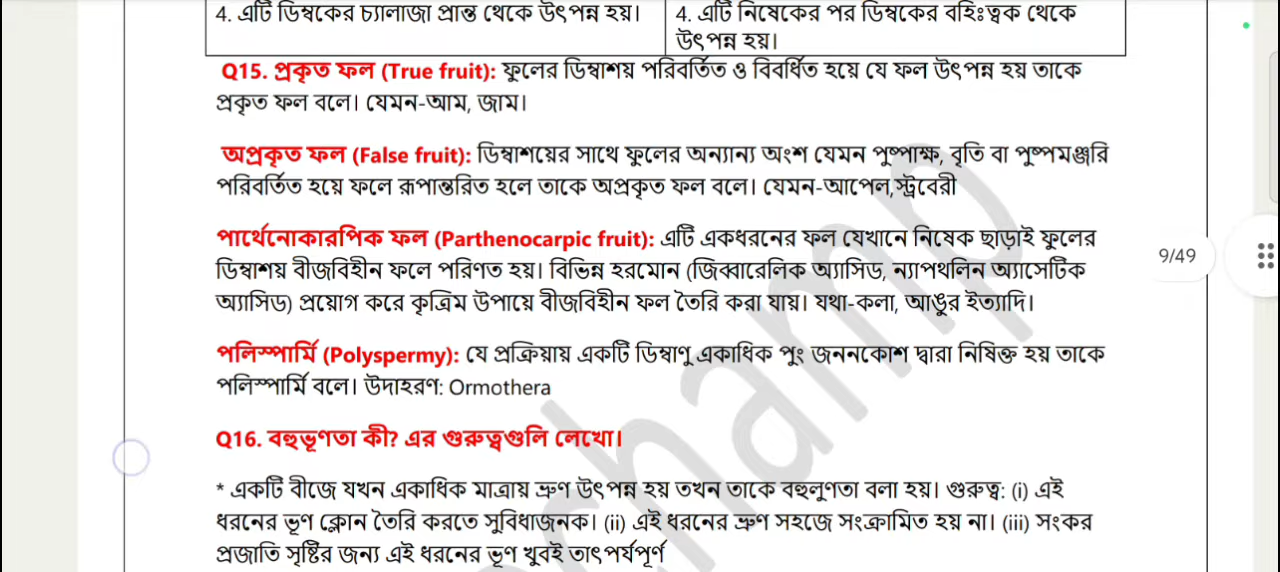 4. এটি ডিম্বকের চ্যালাজা প্রান্ত থেকে উৎপন্ন হয়।
4. এটি নিষেকের পর ডিম্বকের বহিঃত্বক থেকে
উৎপন্ন হয়।
Q15. প্রকৃত ফল (True fruit): ফুলের ডিম্বাশয় পরিবর্তিত ও বিবর্ধিত হয়ে যে ফল উৎপন্ন হয় তাকে
প্রকৃত ফল বলে। যেমন-আম, জাম।
অপ্রকৃত ফল (False fruit): ডিম্বাশয়ের সাথে ফুলের অন্যান্য অংশ যেমন পুষ্পাক্ষ, বৃতি বা পুষ্পমঞ্জরি
পরিবর্তিত হয়ে ফলে রূপান্তরিত হলে তাকে অপ্রকৃত ফল বলে। যেমন-আপেল,স্ট্রবেরী
পার্থেনোকারপিক ফল (Parthenocarpic fruit): এটি একধরনের ফল যেখানে নিষেক ছাড়াই ফুলের
ডিম্বাশয় বীজবিহীন ফলে পরিণত হয়। বিভিন্ন হরমোন (জিব্বারেলিক অ্যাসিড, ন্যাপথলিন অ্যাসেটিক
অ্যাসিড) প্রয়োগ করে কৃত্রিম উপায়ে বীজবিহীন ফল তৈরি করা যায়। যথা-কলা, আঙুর ইত্যাদি।
9/49
পলিস্পার্মি (Polyspermy): যে প্রক্রিয়ায় একটি ডিম্বাণু একাধিক পুং জননকোশ দ্বারা নিষিক্ত হয় তাকে
পলিস্পার্মি বলে। উদাহরণ: Ormothera
Q16. বহুভূণতা কী? এর গুরুত্বগুলি লেখো।
* একটি বীজে যখন একাধিক মাত্রায় ভ্রুণ উৎপন্ন হয় তখন তাকে বহুলুণতা বলা হয়। গুরুত্ব: (i) এই
ধরনের ভূণ ক্লোন তৈরি করতে সুবিধাজনক। (ii) এই ধরনের ভ্রুণ সহজে সংক্রামিত হয় না। (iii) সংকর
প্রজাতি সৃষ্টির জন্য এই ধরনের ভূণ খুবই তাৎপর্যপূর্ণ
champ